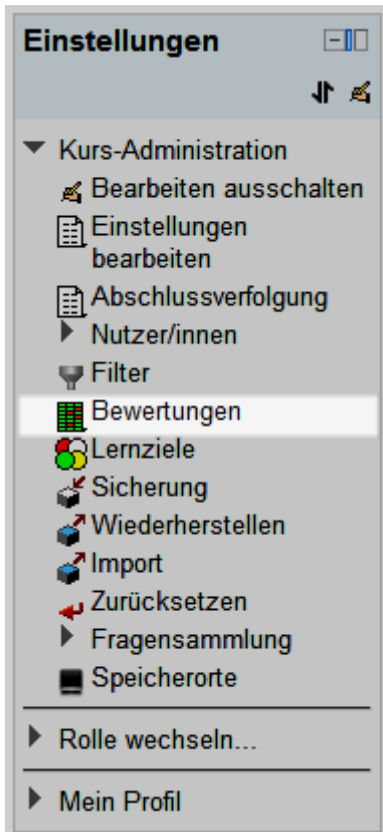 Einstellungen
Kurs-Administration
Bearbeiten ausschalten
Einstellungen
bearbeiten
Abschlussverfolgung
Nutzer/innen
Filter
Bewertungen
Lernziele
Sicherung
Wiederherstellen
Import
Zurücksetzen
Fragensammlung
Speicherorte
Rolle wechseln...
Mein Profil